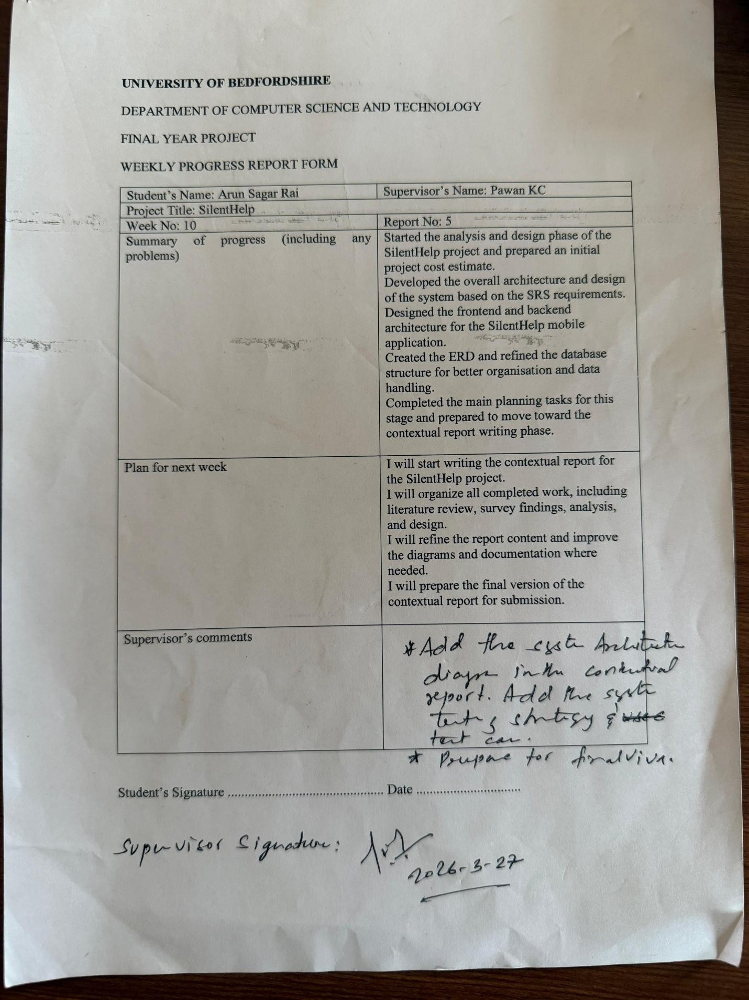 UNIVERSITY OF BEDFORDSHIRE
DEPARTMENT OF COMPUTER SCIENCE AND TECHNOLOGY
FINAL YEAR PROJECT
WEEKLY PROGRESS REPORT FORM
Student's Name: Arun Sagar Rai
Supervisor's Name: Pawan KC
Project Title: SilentHelp
Week No: 10
Report No: 5
Summary of progress (including any
problems)
Started the analysis and design phase of the
SilentHelp project and prepared an initial
project cost estimate.
Developed the overall architecture and design
of the system based on the SRS requirements.
Designed the frontend and backend
architecture for the SilentHelp mobile
application.
Created the ERD and refined the database
structure for better organisation and data
handling.
Completed the main planning tasks for this
stage and prepared to move toward the
contextual report writing phase.
Plan for next week
I will start writing the contextual report for
the SilentHelp project.
I will organize all completed work, including
literature review, survey findings, analysis,
and design.
I will refine the report content and improve
the diagrams and documentation where
needed.
I will prepare the final version of the
contextual report for submission.
Supervisor's comments
* Add the system Architecture
diagram in the contextual
report. Add the system
testing strategy &
test case.
* Prepare for final viva.
Student's Signature ................................................ Date ...............................
Supervisor Signature:
2026-3-27